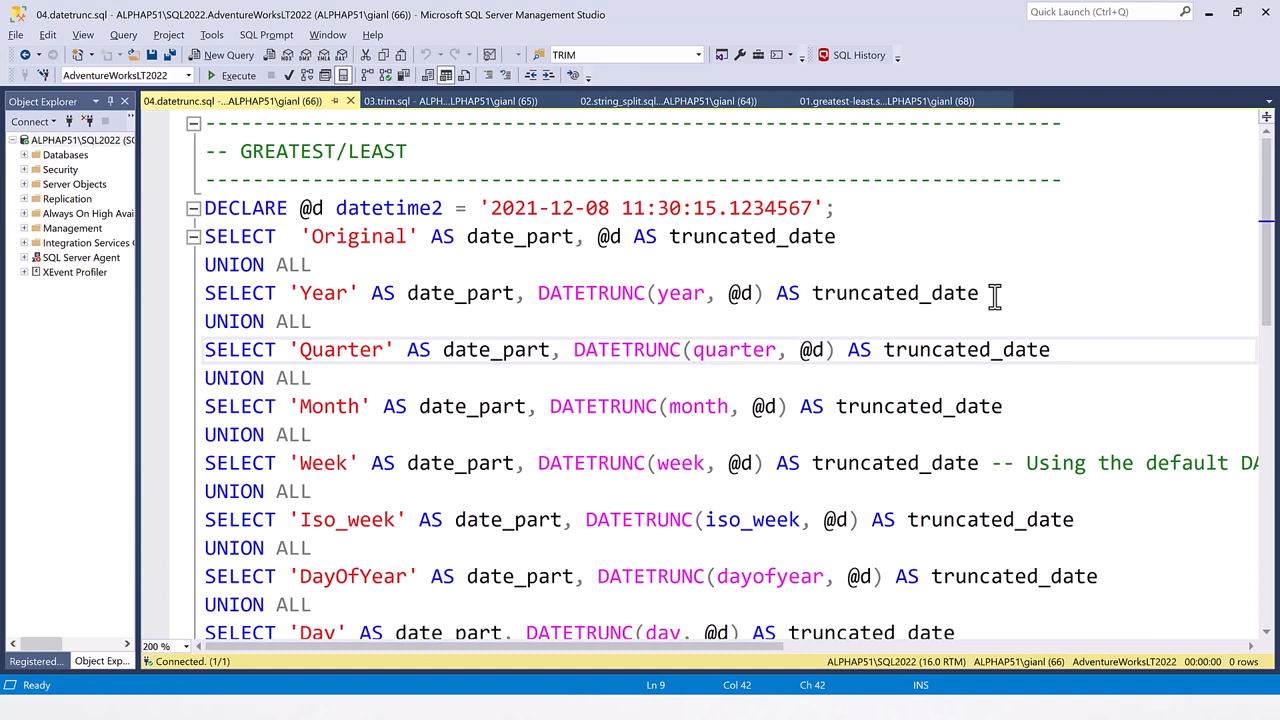 04.datetrunc.sql - ALPHAP51\SQL2022.AdventureWorksLT2022 (ALPHAP51\gianl (66)) - Microsoft SQL Server Management Studio
Quick Launch (Ctrl+Q)
File Edit View Query Project Tools SQL Prompt Window Help
New Query
TRIM
SQL History
AdventureWorksLT2022
Execute
Object Explorer
04.datetrunc.sql -...ALPHAP51\gianl (66))
03.trim.sql - ALPH...LPHAP51\gianl (65))
02.string_split.sql...ALPHAP51\gianl (64))
01.greatest-least.s...LPHAP51\gianl (68))
Connect
ALPHAP51\SQL2022 (SC
Databases
Security
Server Objects
Replication
Always On High Avai
Management
Integration Services C
SQL Server Agent
XEvent Profiler
-------------------------------------------------------------------------
-- GREATEST/LEAST
-------------------------------------------------------------------------
DECLARE @d datetime2 = '2021-12-08 11:30:15.1234567';
SELECT  'Original' AS date_part, @d AS truncated_date
UNION ALL
SELECT 'Year' AS date_part, DATETRUNC(year, @d) AS truncated_date
UNION ALL
SELECT 'Quarter' AS date_part, DATETRUNC(quarter, @d) AS truncated_date
UNION ALL
SELECT 'Month' AS date_part, DATETRUNC(month, @d) AS truncated_date
UNION ALL
SELECT 'Week' AS date_part, DATETRUNC(week, @d) AS truncated_date -- Using the default DA
UNION ALL
SELECT 'Iso_week' AS date_part, DATETRUNC(iso_week, @d) AS truncated_date
UNION ALL
SELECT 'DayOfYear' AS date_part, DATETRUNC(dayofyear, @d) AS truncated_date
UNION ALL
SELECT 'Day' AS date_part, DATETRUNC(day, @d) AS truncated_date
200 %
Registered... Object Exp...
Connected. (1/1)
ALPHAP51\SQL2022 (16.0 RTM) ALPHAP51\gianl (66) AdventureWorksLT2022 00:00:00 0 rows
Ready
Ln 9
Col 42
Ch 42
INS